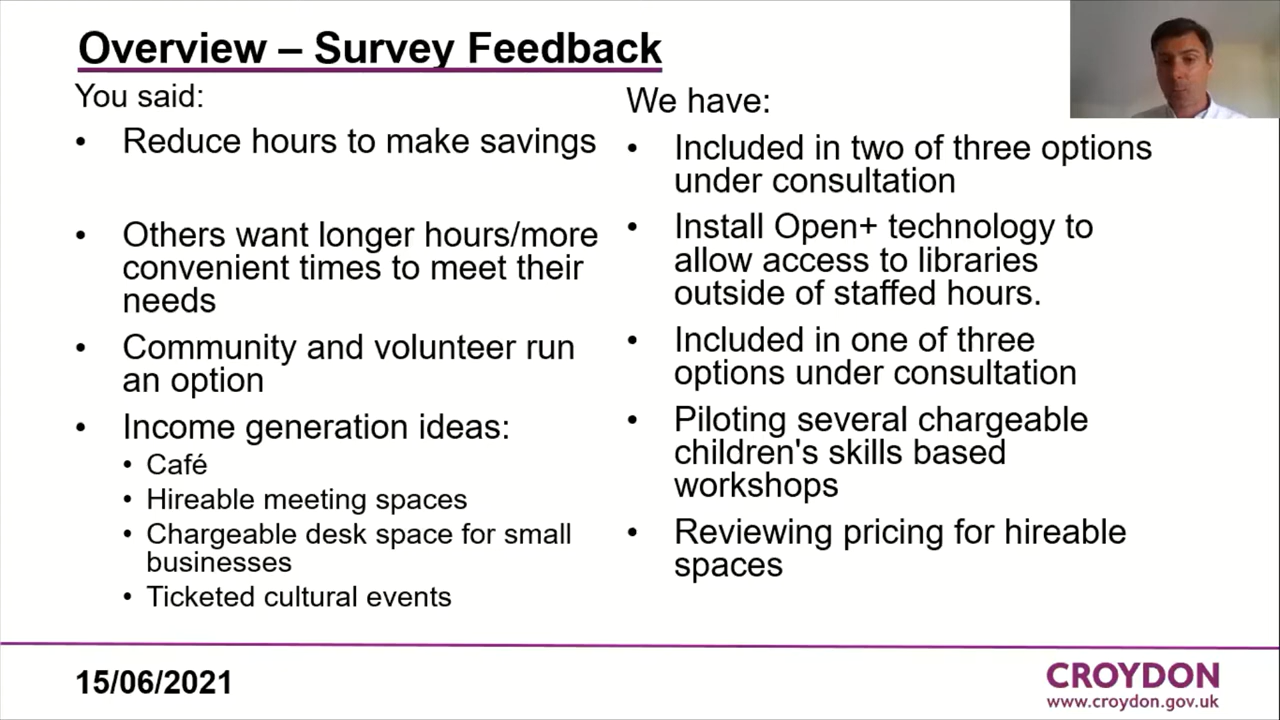 Overview – Survey Feedback
You said:
• Reduce hours to make savings
• Others want longer hours/more
convenient times to meet their
needs
• Community and volunteer run
an option
• Income generation ideas:
• Café
• Hireable meeting spaces
• Chargeable desk space for small
businesses
• Ticketed cultural events
We have:
• Included in two of three options
under consultation
• Install Open+ technology to
allow access to libraries
outside of staffed hours.
• Included in one of three
options under consultation
• Piloting several chargeable
children's skills based
workshops
• Reviewing pricing for hireable
spaces
15/06/2021
CROYDON
www.croydon.gov.uk